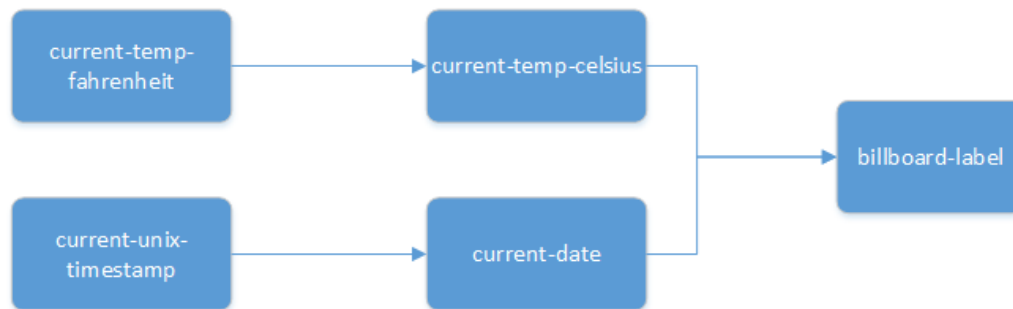 current-temp-
fahrenheit
current-temp-celsius
billboard-label
current-unix-
timestamp
current-date